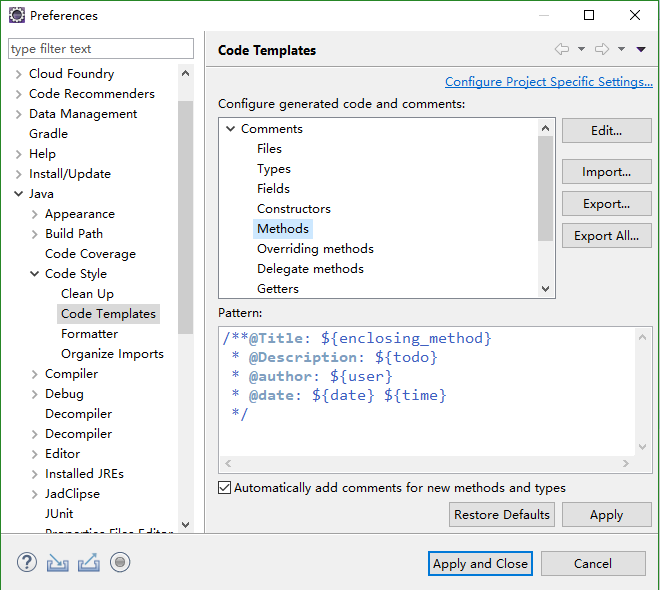 Preferences
type filter text
Cloud Foundry
Code Recommenders
Data Management
Gradle
Help
Install/Update
Java
Appearance
Build Path
Code Coverage
Code Style
Clean Up
Code Templates
Formatter
Organize Imports
Compiler
Debug
Decompiler
Decompiler
Editor
Installed JREs
JadClipse
JUnit
Properties Files Editor
Code Templates
Configure Project Specific Settings...
Configure generated code and comments:
Comments
Files
Types
Fields
Constructors
Methods
Overriding methods
Delegate methods
Getters
Edit...
Import...
Export...
Export All...
Pattern:
/**@Title: ${enclosing_method}
* @Description: ${todo}
* @author: ${user}
* @date: ${date} ${time}
*/
Automatically add comments for new methods and types
Restore Defaults
Apply
?
Apply and Close
Cancel